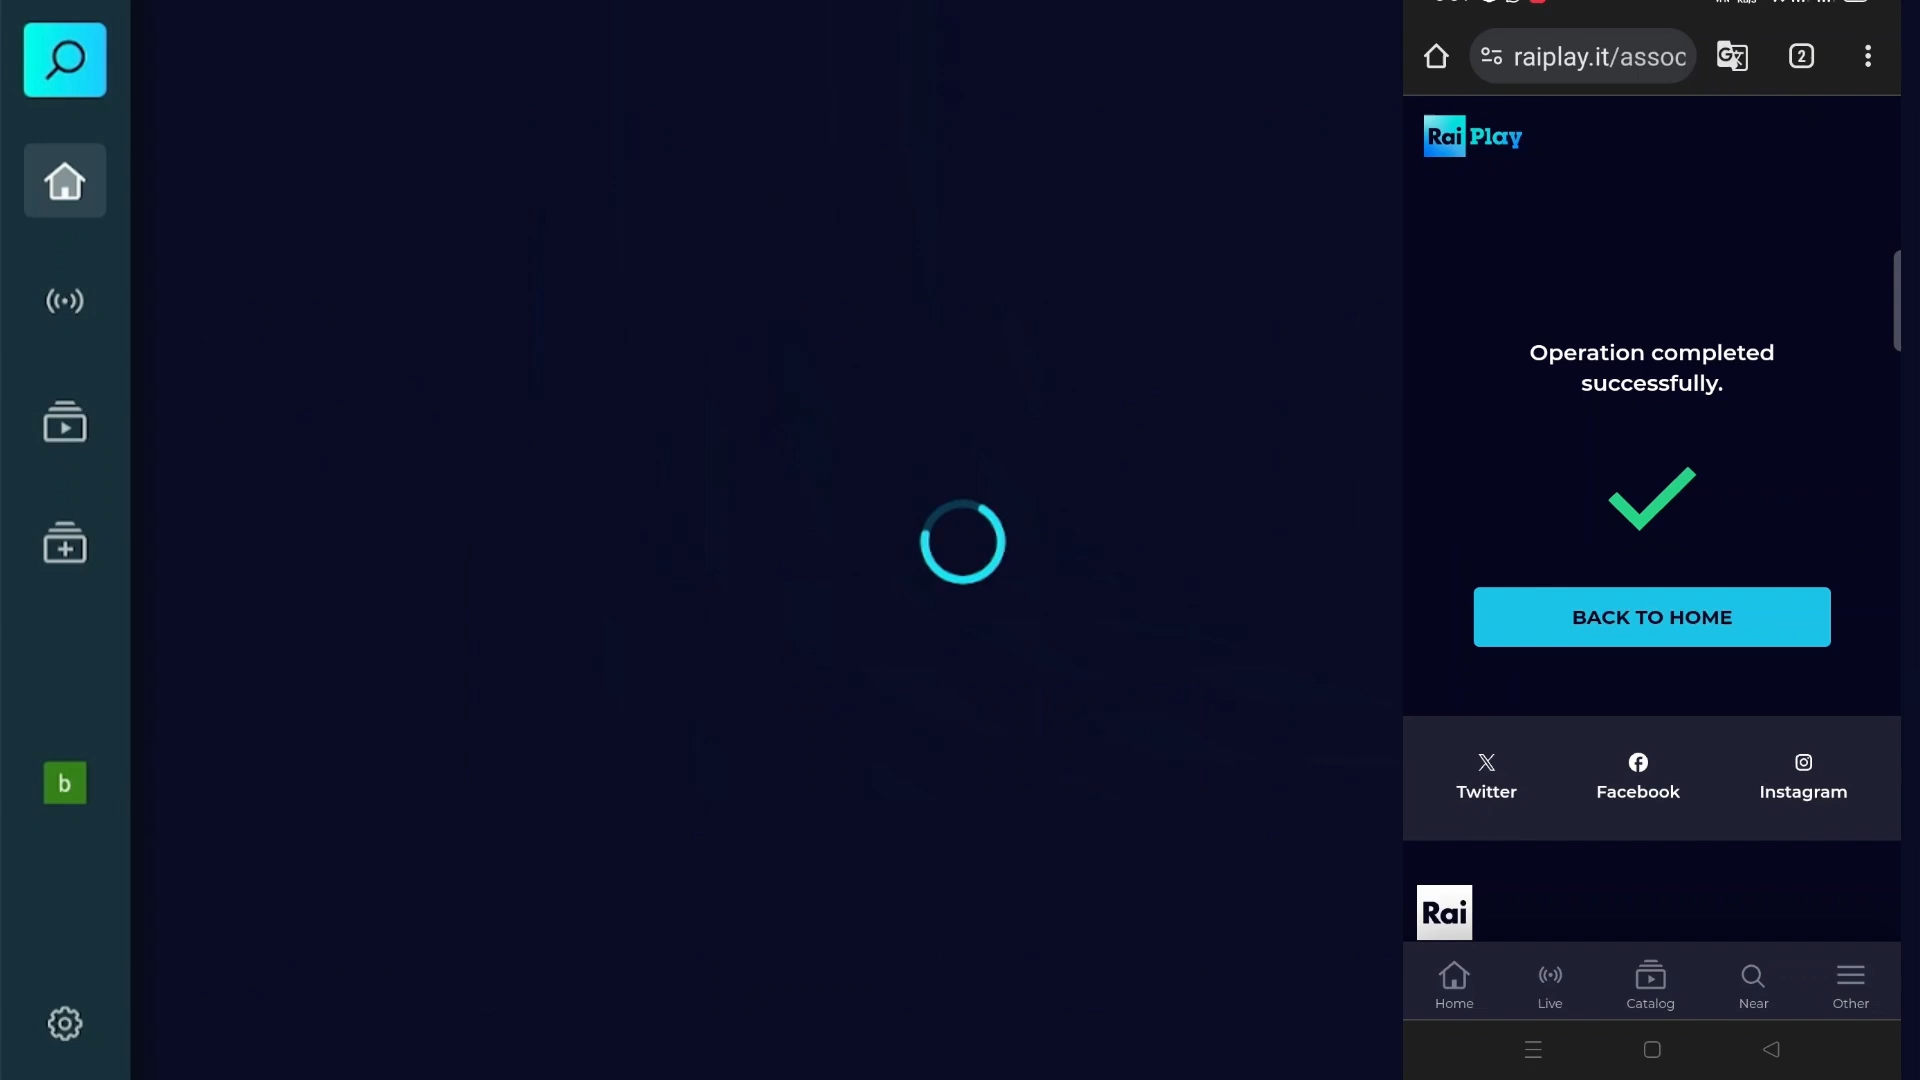 b
raiplay.it/assoc
2
Rai Play
Operation completed
successfully.
BACK TO HOME
Twitter
Facebook
Instagram
Rai
Home
Live
Catalog
Near
Other